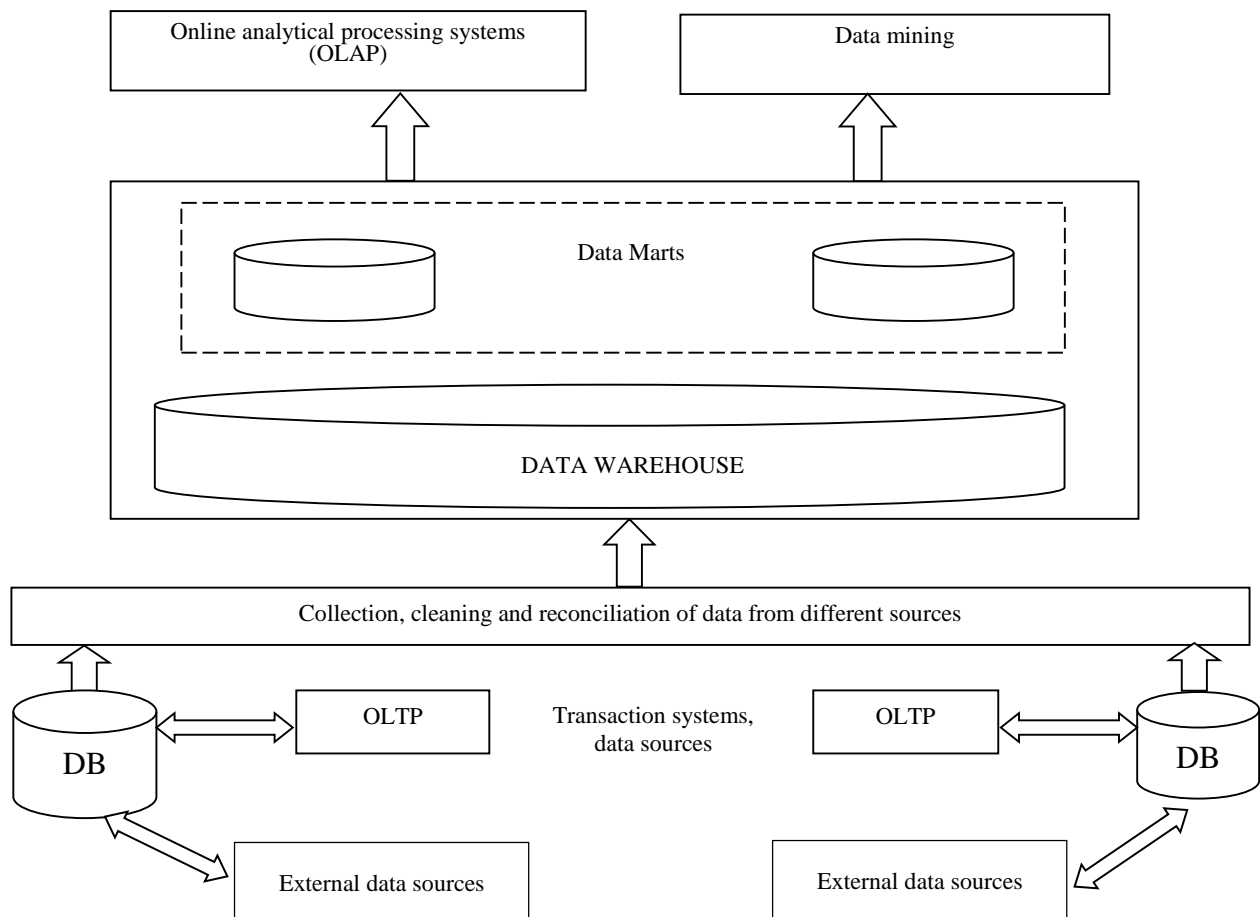 Online analytical processing systems
(OLAP)
Data mining
Data Marts
DATA WAREHOUSE
Collection, cleaning and reconciliation of data from different sources
OLTP
Transaction systems,
data sources
OLTP
DB
DB
External data sources
External data sources